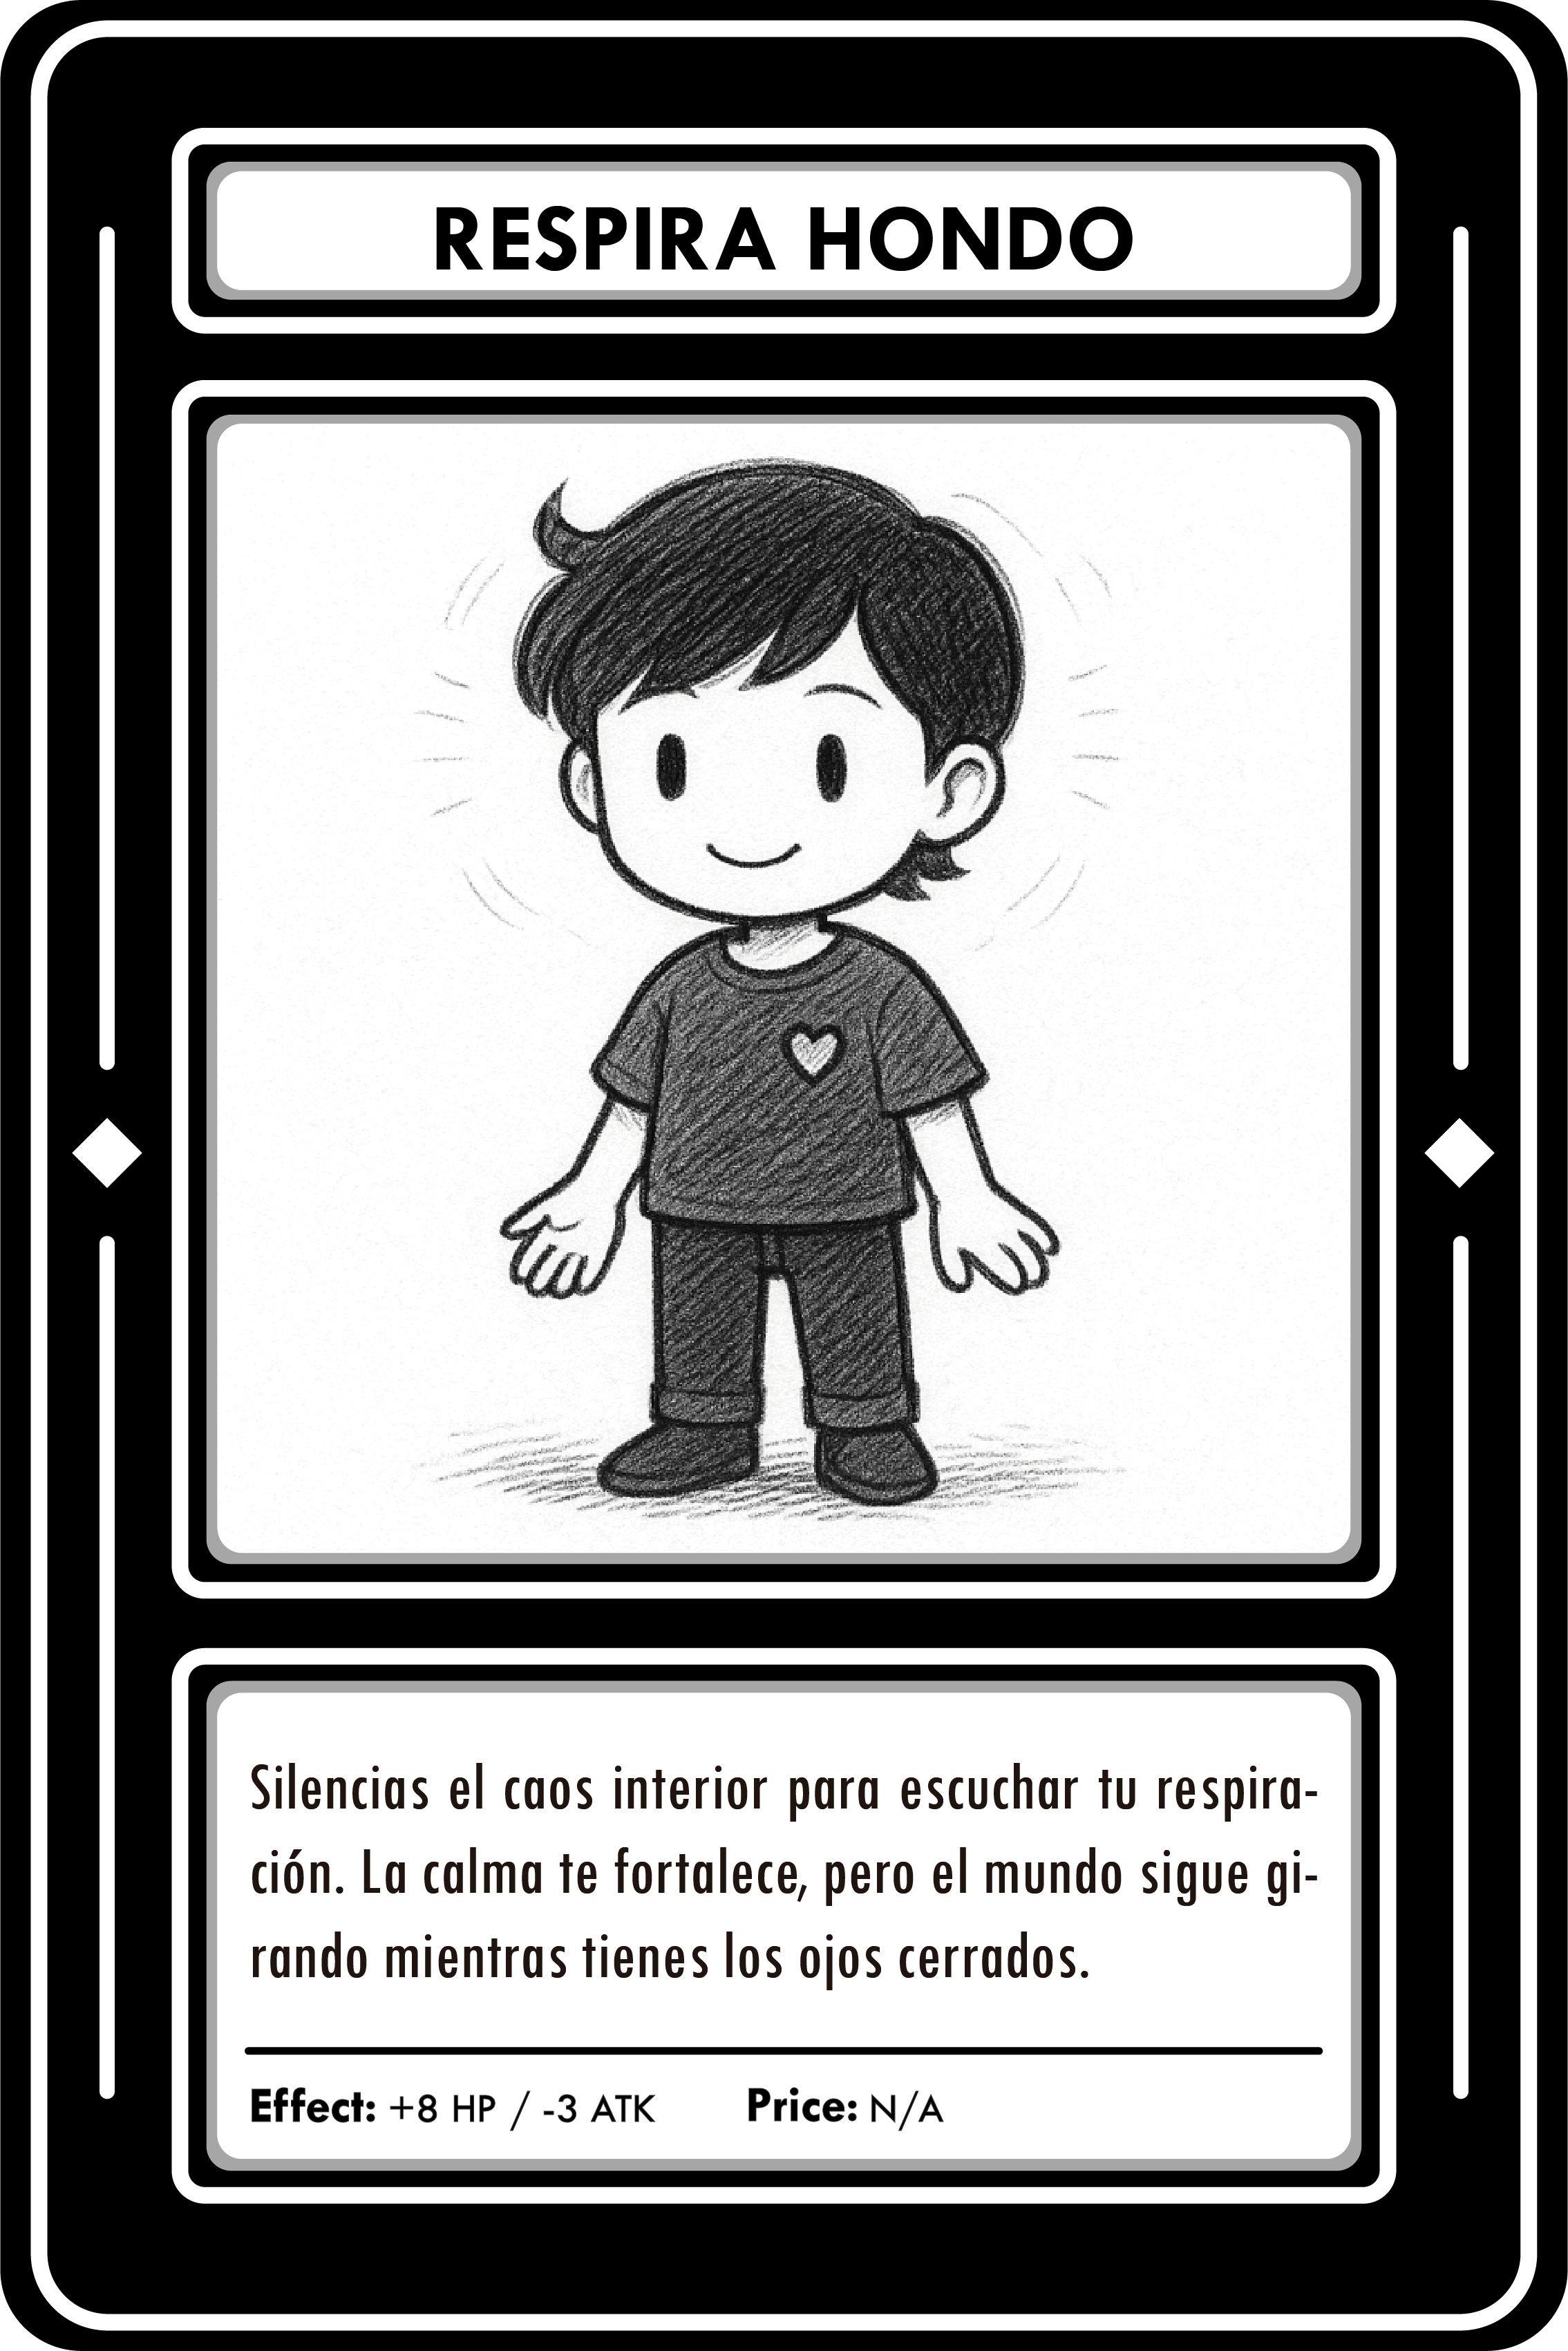 RESPIRA HONDO
Silencias el caos interior para escuchar tu respira-
ción. La calma te fortalece, pero el mundo sigue gi-
rando mientras tienes los ojos cerrados.
Effect: +8 HP / -3 ATK Price: N/A